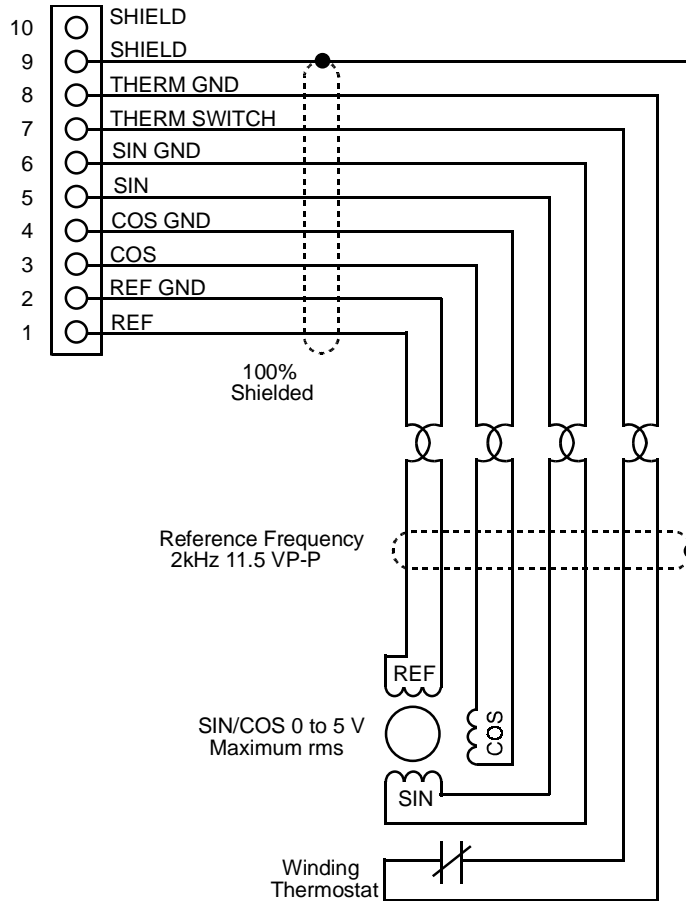 10 SHIELD
9 SHIELD
8 THERM GND
7 THERM SWITCH
6 SIN GND
5 SIN
4 COS GND
3 COS
2 REF GND
1 REF
100%
Shielded
Reference Frequency
2kHz 11.5 VP-P
REF
SIN/COS 0 to 5 V
Maximum rms
COS
SIN
Winding
Thermostat